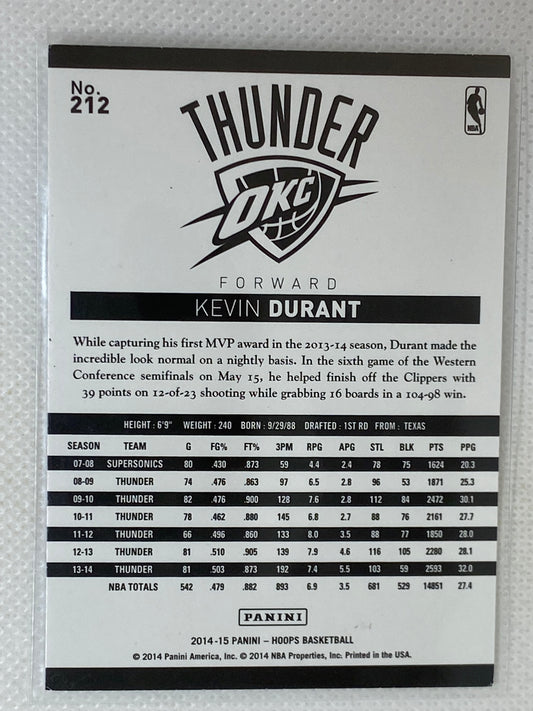 No.
212
THUNDER
OKC
NBA
FORWARD
KEVIN DURANT
While capturing his first MVP award in the 2013-14 season, Durant made the
incredible look normal on a nightly basis. In the sixth game of the Western
Conference semifinals on May 15, he helped finish off the Clippers with
39 points on 12-of-23 shooting while grabbing 16 boards in a 104-98 win.
HEIGHT : 6'9" WEIGHT : 240 BORN : 9/29/88 DRAFTED : 1ST RD FROM : TEXAS
SEASON TEAM G FG% FT% 3PM RPG APG STL BLK PTS PPG
07-08 SUPERSONICS 80 .430 .873 59 4.4 2.4 78 75 1624 20.3
08-09 THUNDER 74 .476 .863 97 6.5 2.8 96 53 1871 25.3
09-10 THUNDER 82 .476 .900 128 7.6 2.8 112 84 2472 30.1
10-11 THUNDER 78 .462 .880 145 6.8 2.7 88 76 2161 27.7
11-12 THUNDER 66 .496 .860 133 8.0 3.5 88 77 1850 28.0
12-13 THUNDER 81 .510 .905 139 7.9 4.6 116 105 2280 28.1
13-14 THUNDER 81 .503 .873 192 7.4 5.5 103 59 2593 32.0
NBA TOTALS 542 .479 .882 893 6.9 3.5 681 529 14851 27.4
PANINI
2014-15 PANINI – HOOPS BASKETBALL
© 2014 Panini America, Inc. © 2014 NBA Properties, Inc. Printed in the USA.